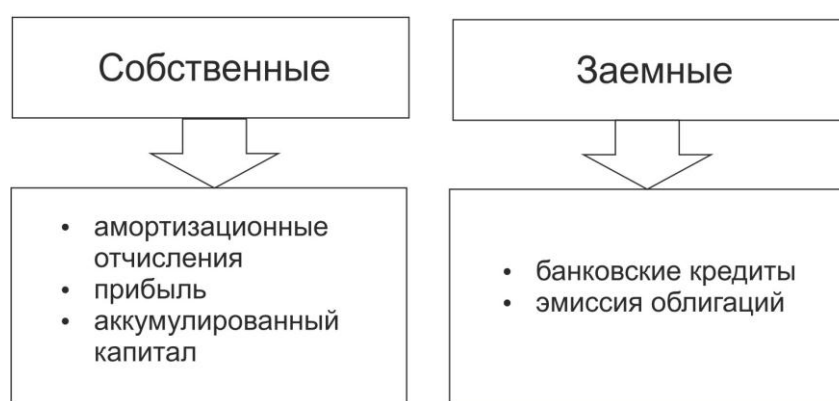 Собственные
• амортизационные
отчисления
• прибыль
• аккумулированный
капитал
Заемные
• банковские кредиты
• эмиссия облигаций